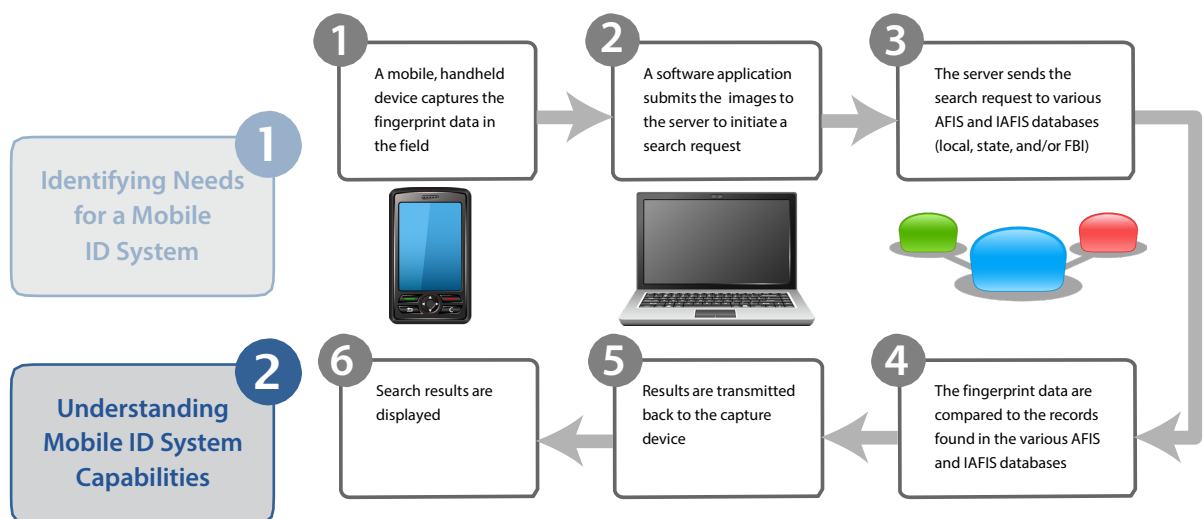 1
Identifying Needs
for a Mobile
ID System
2
Understanding
Mobile ID System
Capabilities
1
A mobile, handheld
device captures the
fingerprint data in
the field
2
A software application
submits the images to
the server to initiate a
search request
3
The server sends the
search request to various
AFIS and IAFIS databases
(local, state, and/or FBI)
4
The fingerprint data are
compared to the records
found in the various AFIS
and IAFIS databases
5
Results are transmitted
back to the capture
device
6
Search results are
displayed